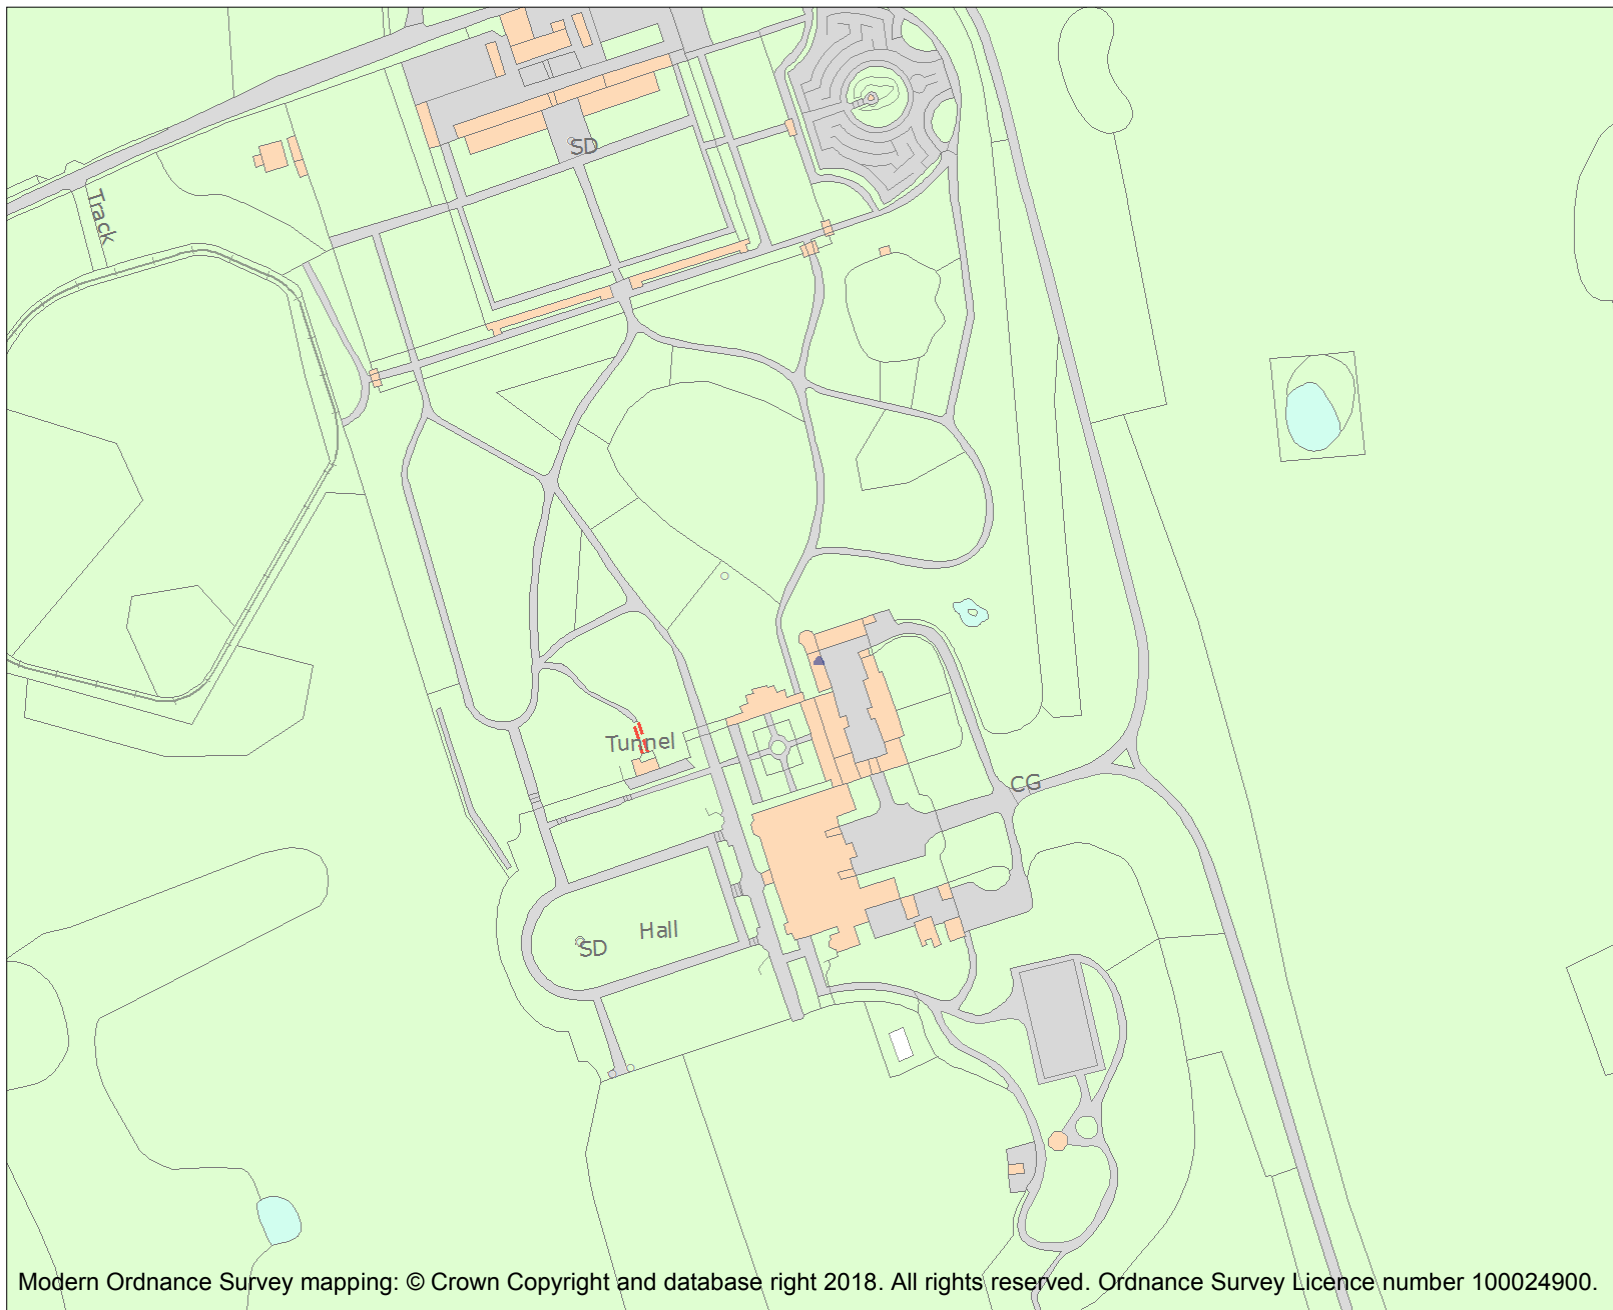 SD
Track
Tunnel
CG
Hall
SD
Modern Ordnance Survey mapping: © Crown Copyright and database right 2018. All rights reserved. Ordnance Survey Licence number 100024900.